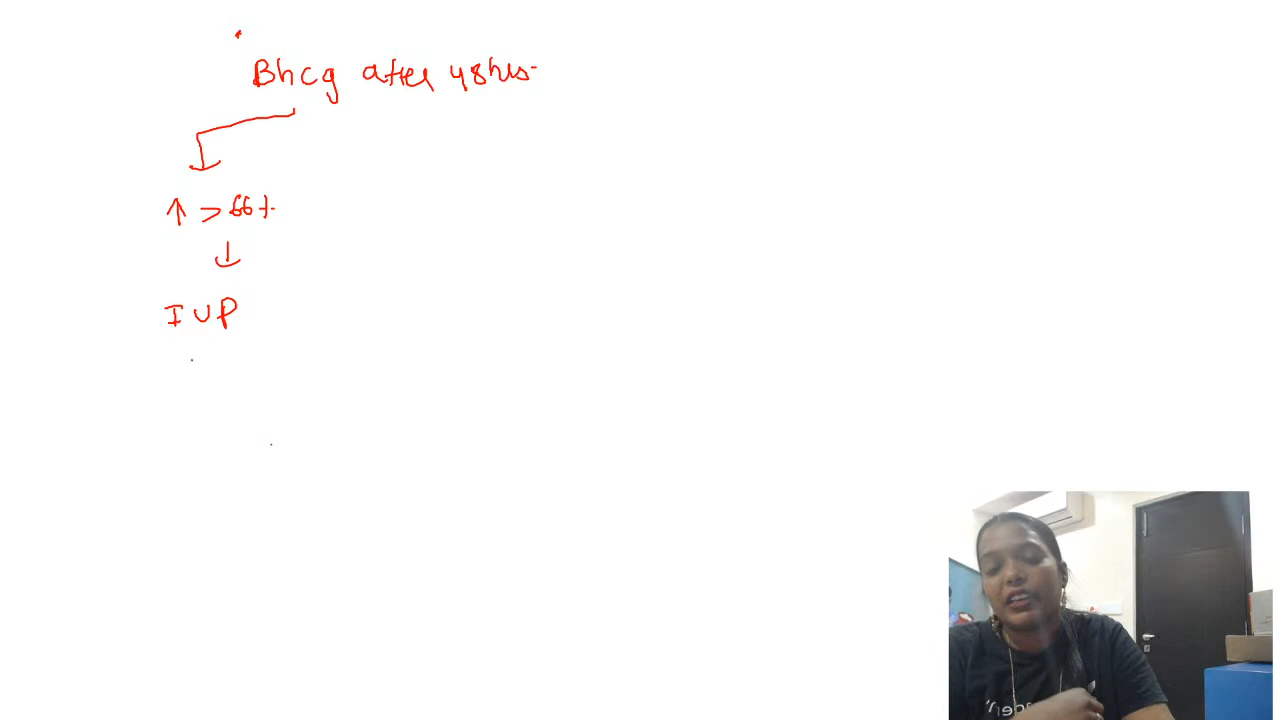 Bhcg after 48hrs-
↑ > 66%
↓
IUP